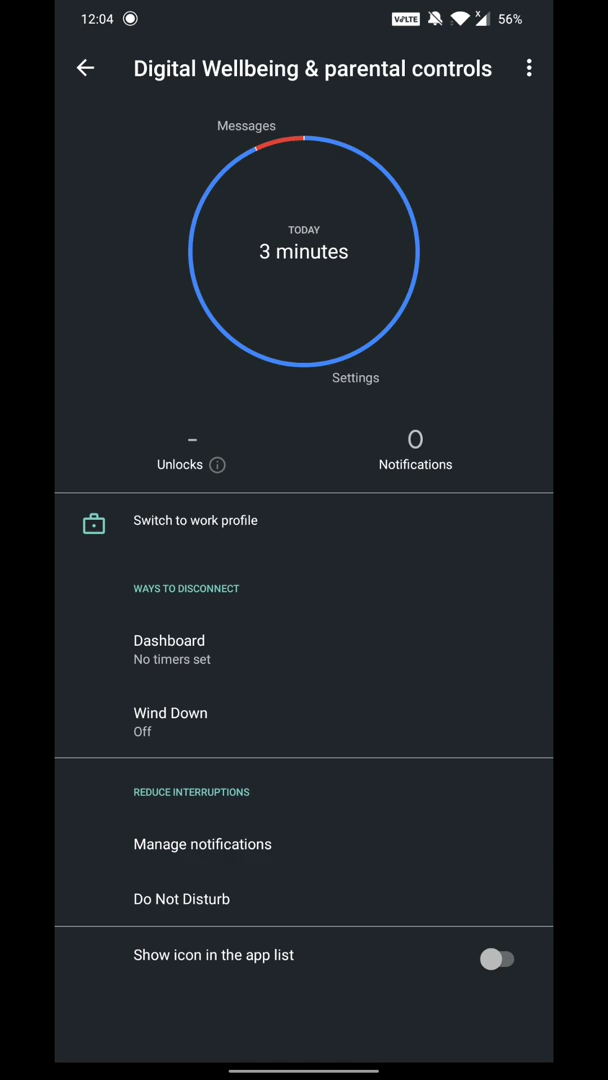 12:04 VoLTE x 56%
Digital Wellbeing & parental controls
Messages
TODAY
3 minutes
Settings
- 0
Unlocks Notifications
Switch to work profile
WAYS TO DISCONNECT
Dashboard
No timers set
Wind Down
Off
REDUCE INTERRUPTIONS
Manage notifications
Do Not Disturb
Show icon in the app list